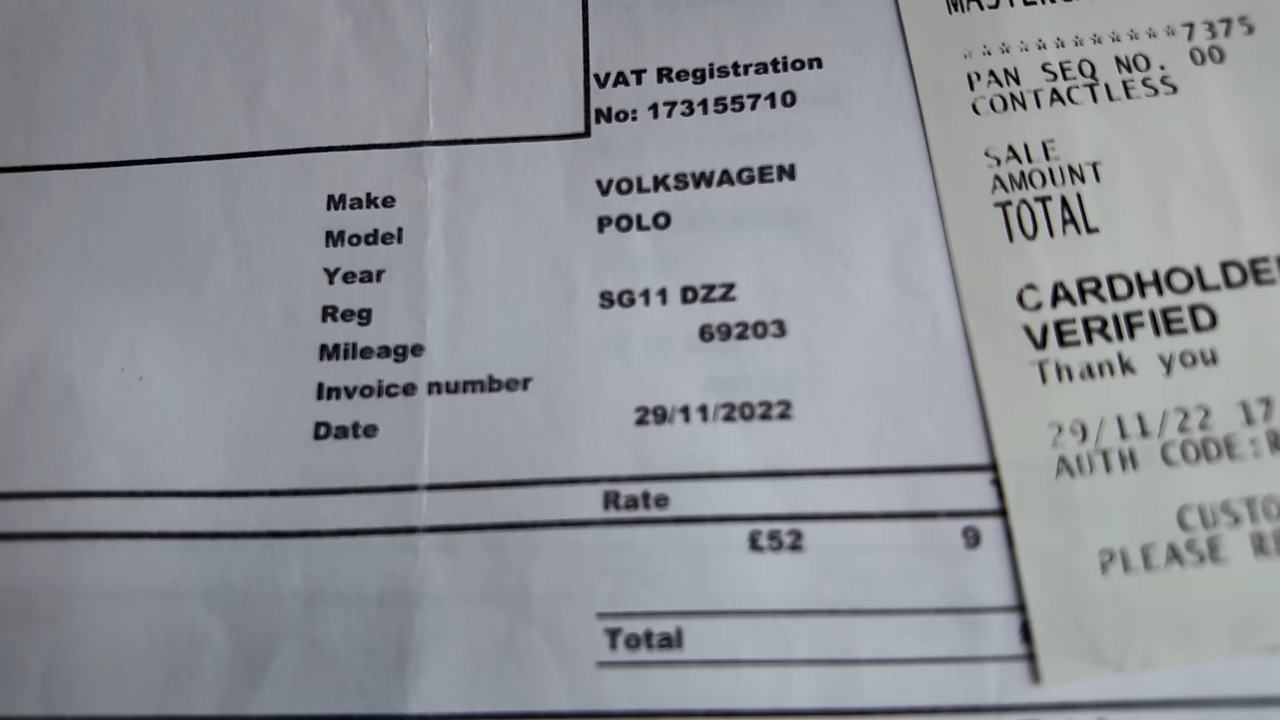 VAT Registration
No: 173155710
Make
VOLKSWAGEN
Model
POLO
Year
Reg
SG11 DZZ
Mileage
69203
Invoice number
Date
29/11/2022
Rate
£52
9
Total
************7375
PAN SEQ NO. 00
CONTACTLESS
SALE
AMOUNT
TOTAL
CARDHOLDE
VERIFIED
Thank you
29/11/22 17
AUTH CODE:R
CUSTO
PLEASE RE